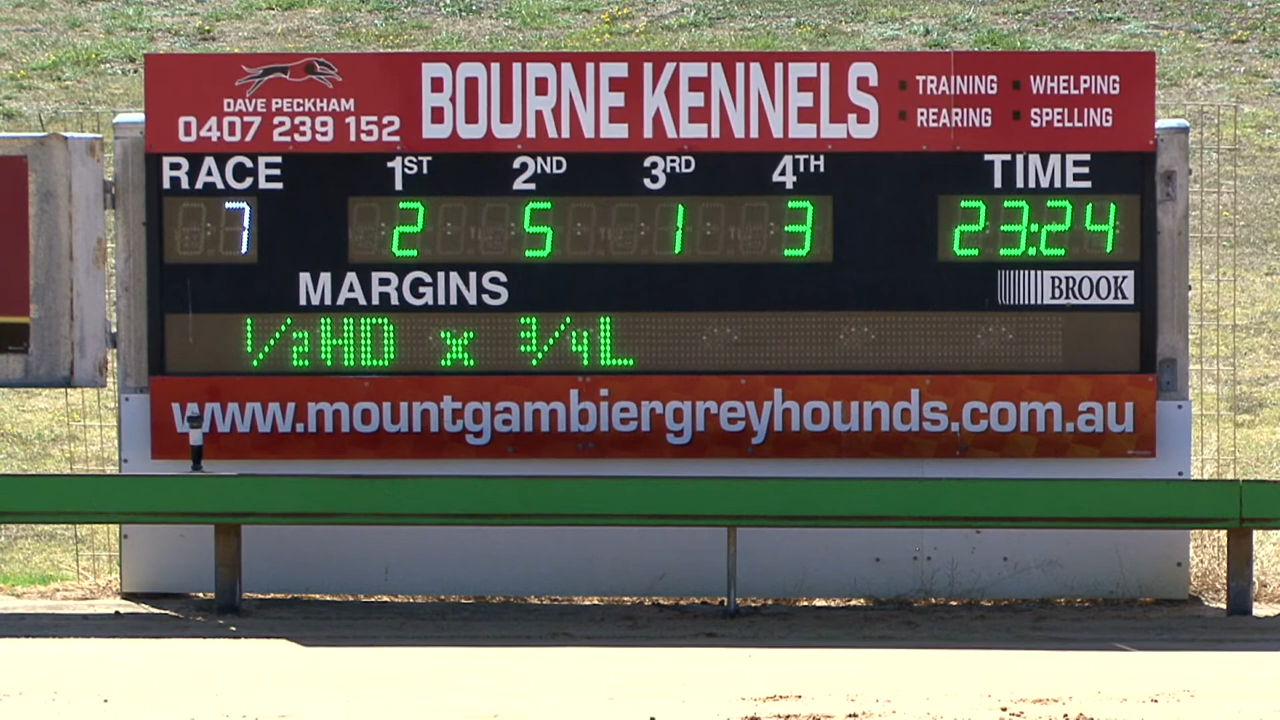 DAVE PECKHAM
0407 239 152
BOURNE KENNELS
TRAINING WHELPING
REARING SPELLING
RACE 1ST 2ND 3RD 4TH TIME
7 2 5 1 3 23:24
MARGINS
BROOK
1/2HD x 3/4L
www.mountgambiergreyhounds.com.au